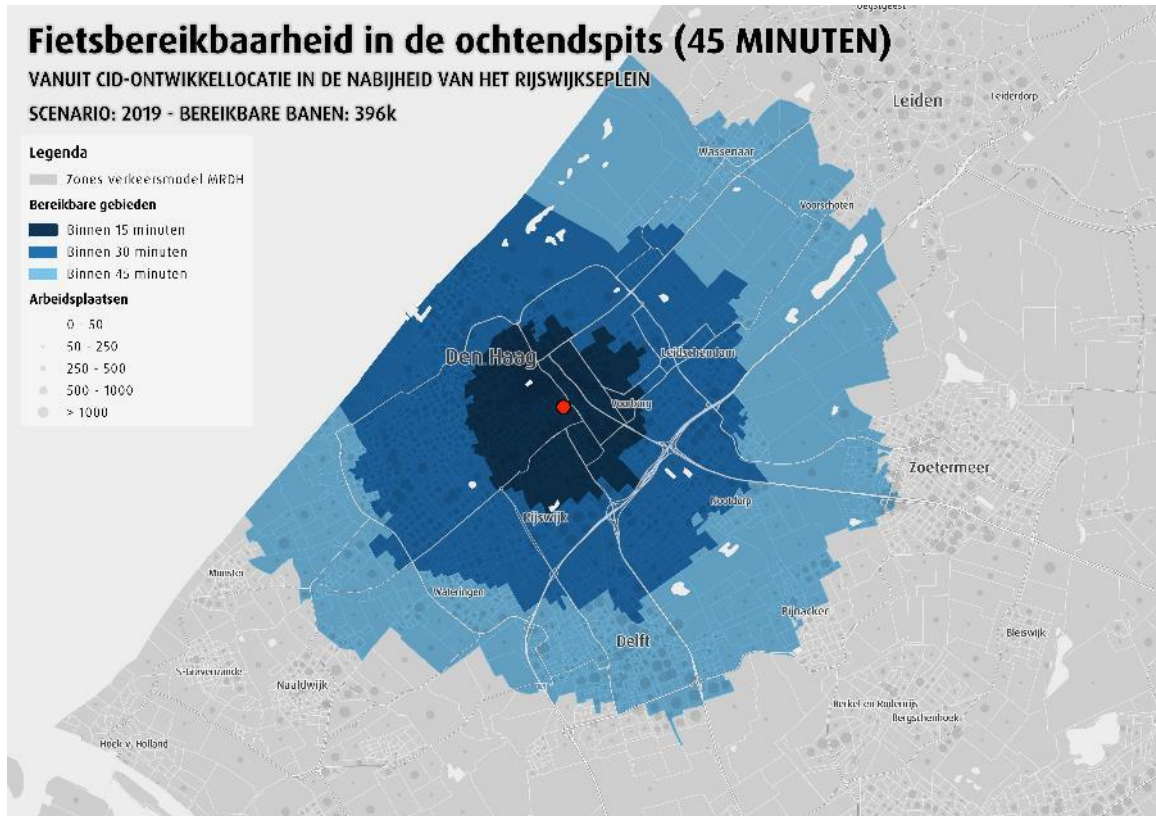 Fietsbereikbaarheid in de ochtendspits (45 MINUTEN)
VANUIT CID-ONTWIKKELLOCATIE IN DE NABIJHEID VAN HET RIJSWIJKSEPLEIN
SCENARIO: 2019 - BEREIKBARE BANEN: 396k
Legenda
Zones verkeersmodel MRDH
Bereikbare gebieden
Binnen 15 minuten
Binnen 30 minuten
Binnen 45 minuten
Arbeidsplaatsen
0 - 50
50 - 250
250 - 500
500 - 1000
> 1000
Oegstgeest
Leiden
Leiderdorp
Wassenaar
Voorschoten
Den Haag
Leidschendam
Voorburg
Zoetermeer
Nootdorp
Rijswijk
Monster
Wateringen
Pijnacker
Delft
Bleiswijk
's-Gravenzande
Naaldwijk
Berkel en Rodenrijs
Bergschenhoek
Hoek v. Holland